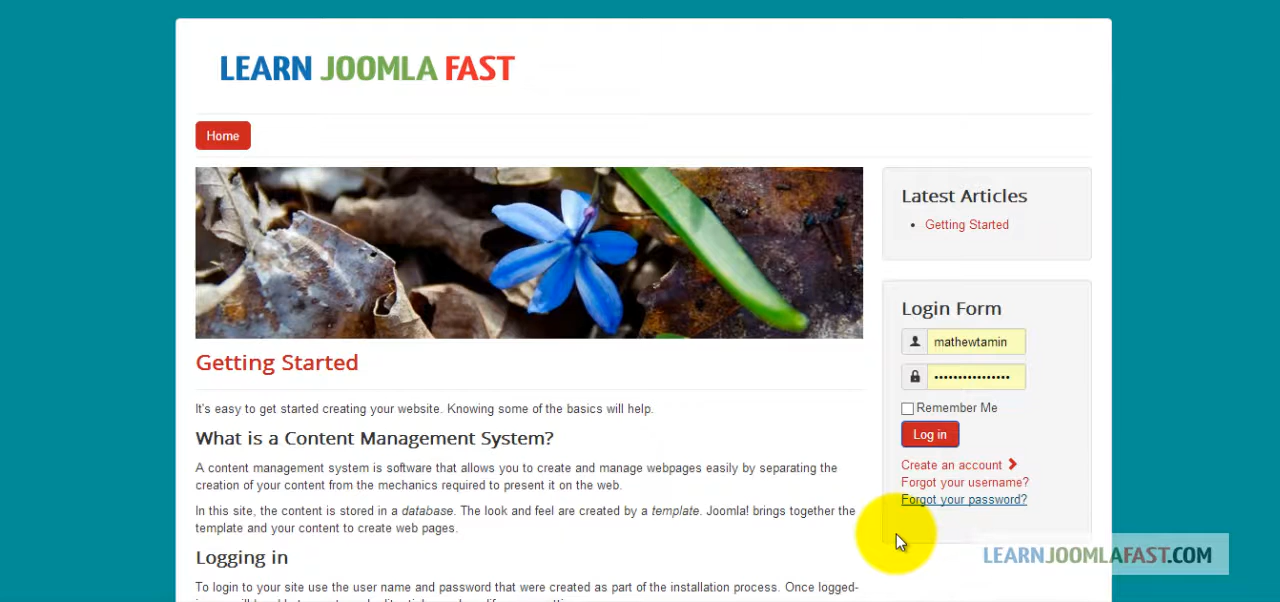 LEARN JOOMLA FAST
Home
Getting Started
It's easy to get started creating your website. Knowing some of the basics will help.
What is a Content Management System?
A content management system is software that allows you to create and manage webpages easily by separating the
creation of your content from the mechanics required to present it on the web.
In this site, the content is stored in a database. The look and feel are created by a template. Joomla! brings together the
template and your content to create web pages.
Logging in
To login to your site use the user name and password that were created as part of the installation process. Once logged-
Latest Articles
Getting Started
Login Form
mathewtamin
••••••••••••••••
Remember Me
Log in
Create an account
Forgot your username?
Forgot your password?
LEARNJOOMLAFAST.COM